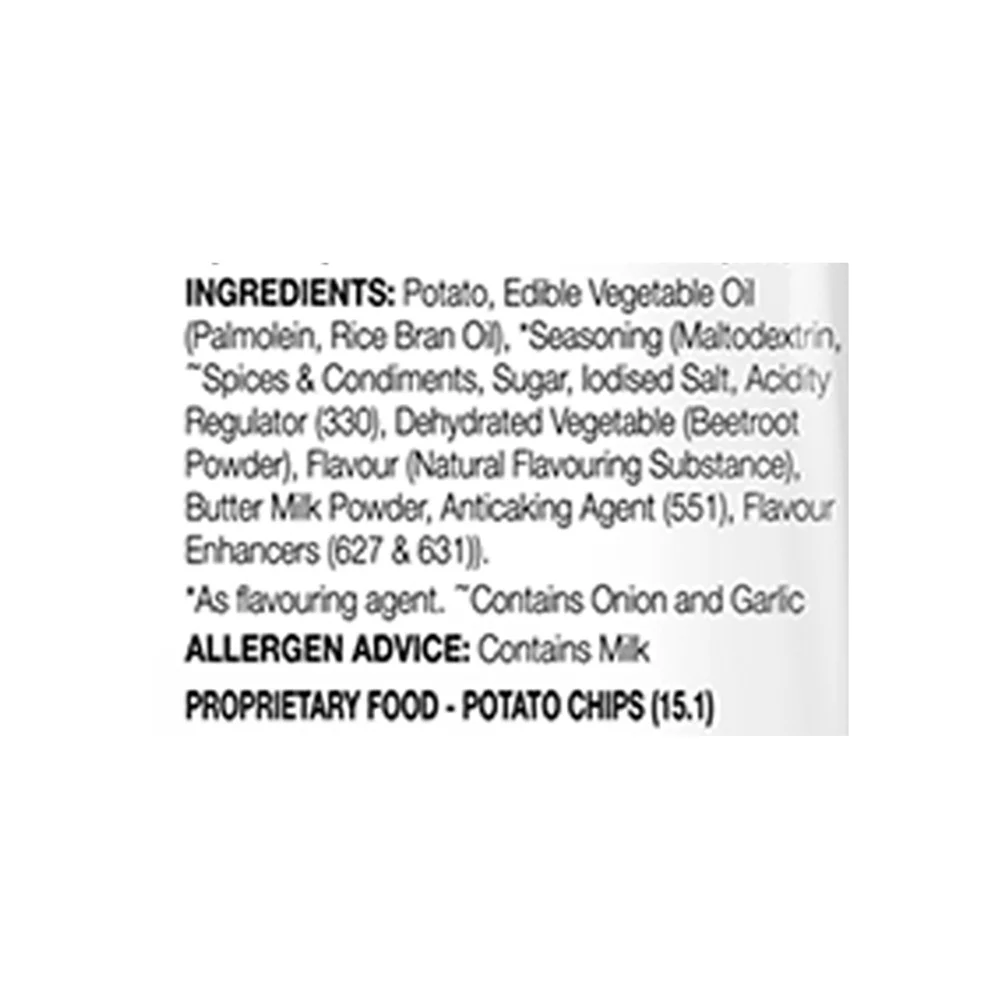 INGREDIENTS: Potato, Edible Vegetable Oil
(Palmolein, Rice Bran Oil), *Seasoning (Maltodextrin,
~Spices & Condiments, Sugar, Iodised Salt, Acidity
Regulator (330), Dehydrated Vegetable (Beetroot
Powder), Flavour (Natural Flavouring Substance),
Butter Milk Powder, Anticaking Agent (551), Flavour
Enhancers (627 & 631)).
*As flavouring agent. ~Contains Onion and Garlic
ALLERGEN ADVICE: Contains Milk
PROPRIETARY FOOD - POTATO CHIPS (15.1)